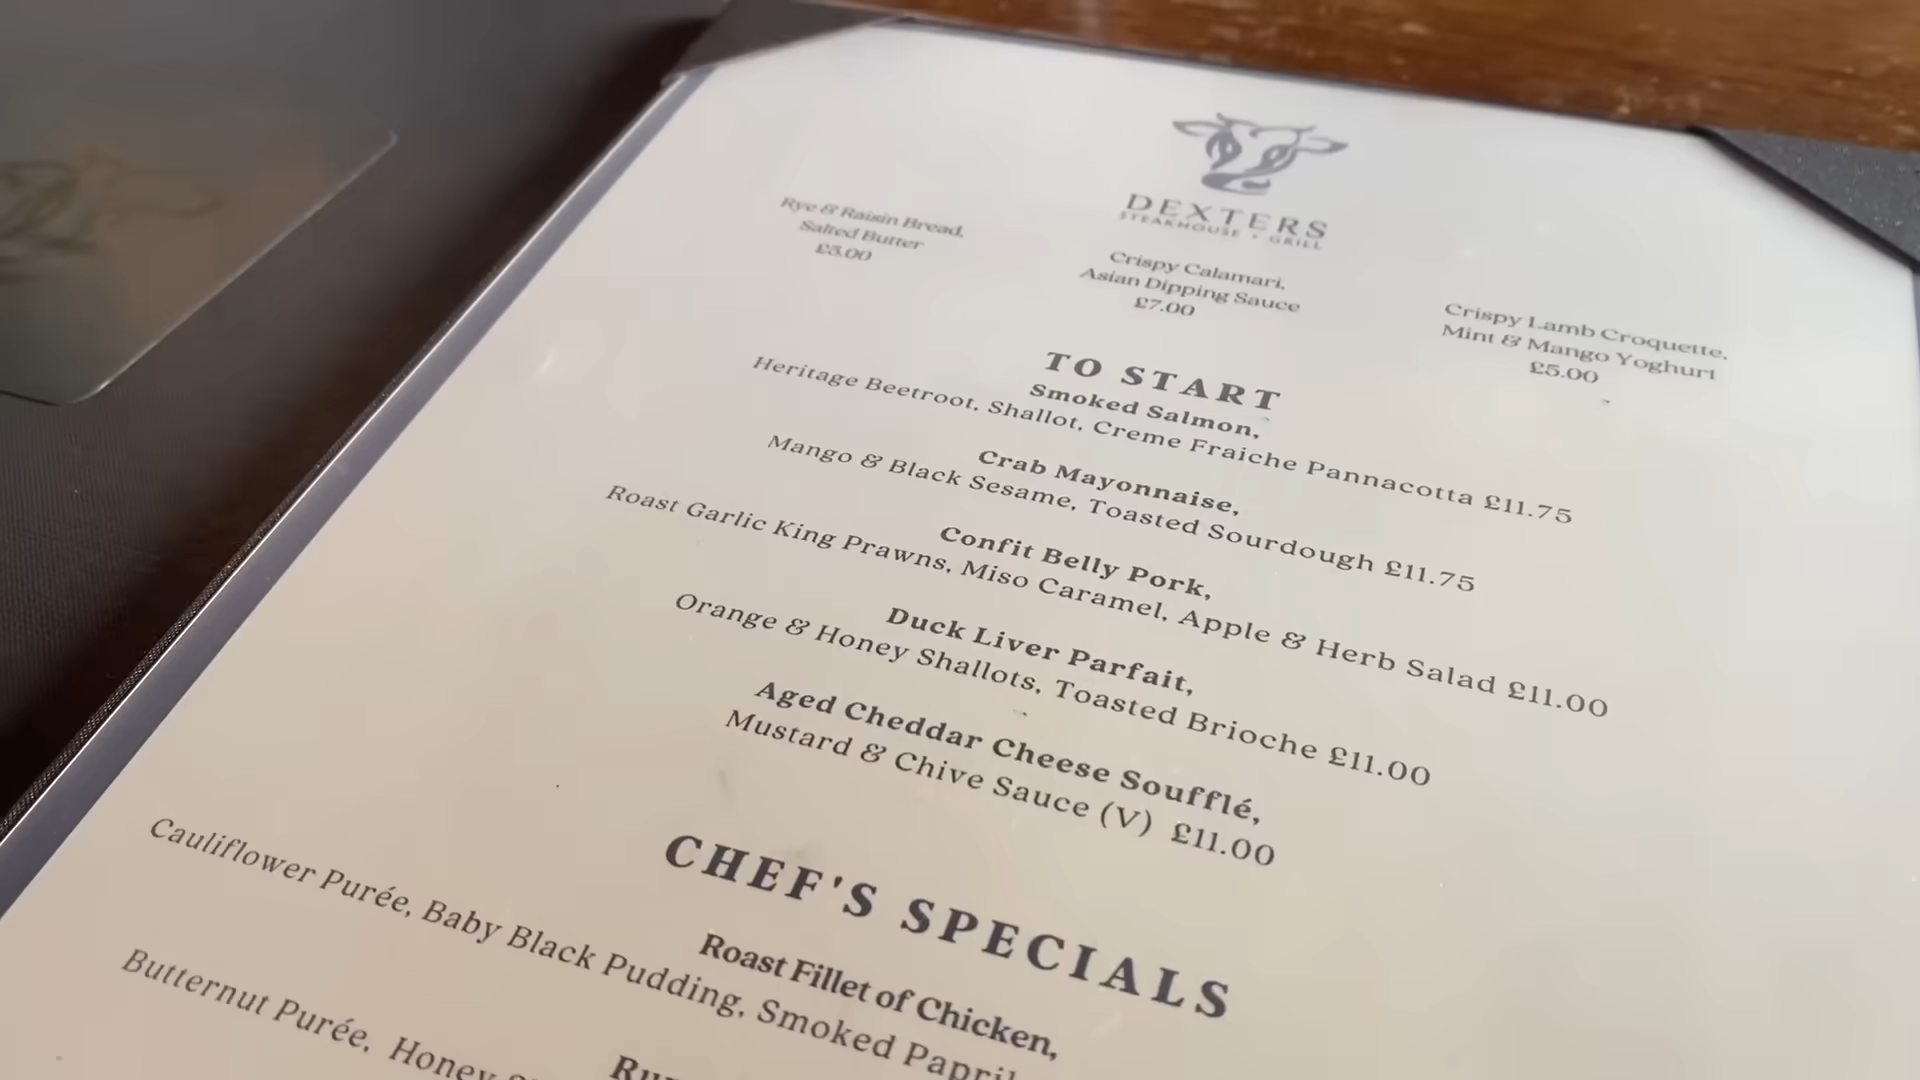 DEXTERS
STEAKHOUSE • GRILL
Rye & Raisin Bread,
Salted Butter
£5.00
Crispy Calamari,
Asian Dipping Sauce
£7.00
Crispy Lamb Croquette,
Mint & Mango Yoghurt
£5.00
TO START
Smoked Salmon,
Heritage Beetroot, Shallot, Creme Fraiche Pannacotta £11.75
Crab Mayonnaise,
Mango & Black Sesame, Toasted Sourdough £11.75
Confit Belly Pork,
Roast Garlic King Prawns, Miso Caramel, Apple & Herb Salad £11.00
Duck Liver Parfait,
Orange & Honey Shallots, Toasted Brioche £11.00
Aged Cheddar Cheese Soufflé,
Mustard & Chive Sauce (V) £11.00
CHEF'S SPECIALS
Roast Fillet of Chicken,
Cauliflower Purée, Baby Black Pudding, Smoked
Butternut Purée, Honey